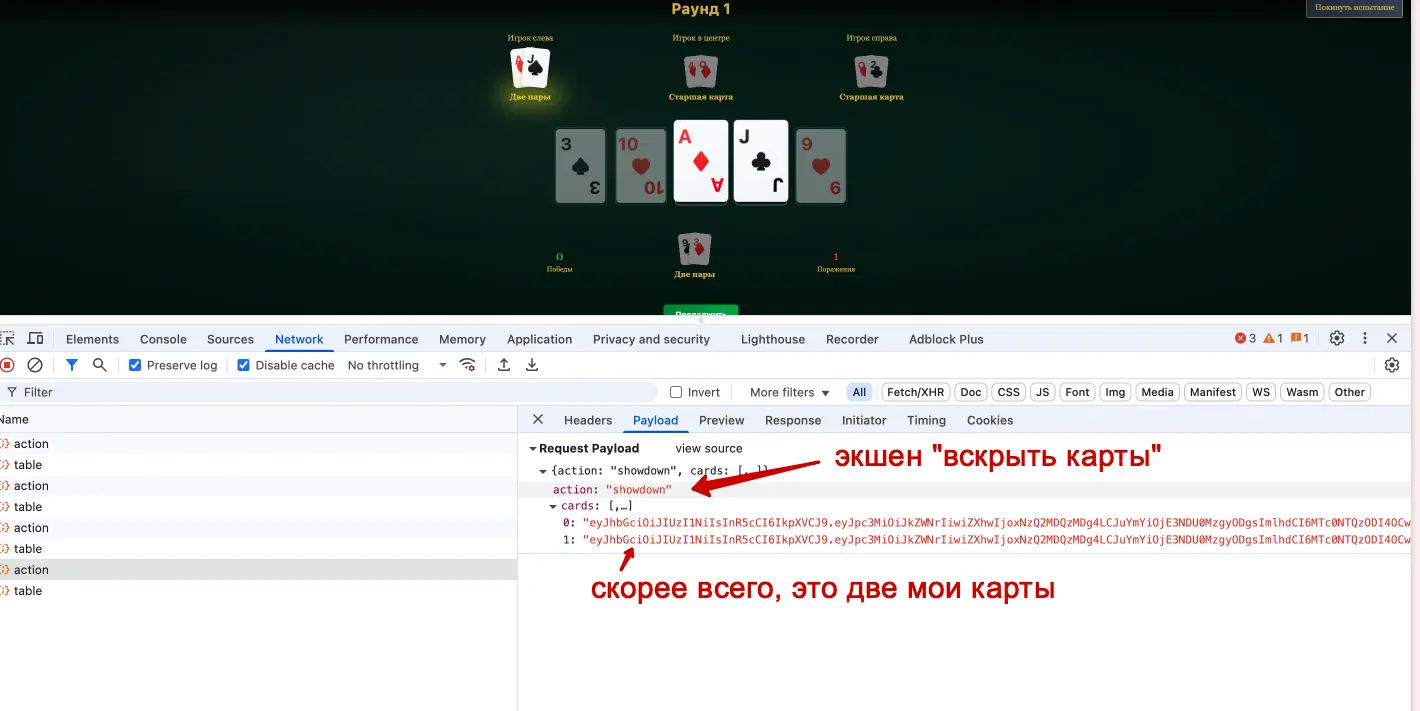 Раунд 1
Покинуть испытание
Игрок слева
Игрок в центре
Игрок справа
A J
4 Q
Q 2
Две пары
Старшая карта
Старшая карта
3 10 A J 9
3 10 A J 9
9 3
0
1
Победы
Поражения
Две пары
Продолжить
Elements Console Sources Network Performance Memory Application Privacy and security Lighthouse Recorder Adblock Plus 3 1 1
Preserve log Disable cache No throttling
Filter Invert More filters All Fetch/XHR Doc CSS JS Font Img Media Manifest WS Wasm Other
Name
Headers Payload Preview Response Initiator Timing Cookies
action
table
action
table
action
table
action
table
Request Payload view source
{action: "showdown", cards: [,…]}
action: "showdown"
cards: [,…]
0: "eyJhbGciOiJIUzI1NiIsInR5cCI6IkpXVCJ9.eyJpc3MiOiJkZWNrIiwiZXhwIjoxNzQ2MDQzMDg4LCJuYmYiOjE3NDU0MzgyODgsImlhdCI6MTc0NTQzODI4OCw
1: "eyJhbGciOiJIUzI1NiIsInR5cCI6IkpXVCJ9.eyJpc3MiOiJkZWNrIiwiZXhwIjoxNzQ2MDQzMDg4LCJuYmYiOjE3NDU0MzgyODgsImlhdCI6MTc0NTQzODI4OCw
экшен "вскрыть карты"
скорее всего, это две мои карты